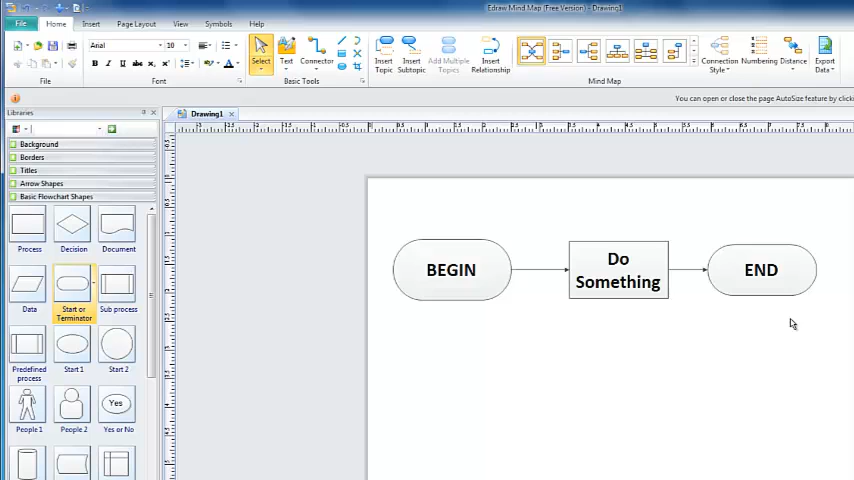 Edraw Mind Map (Free Version) - Drawing1
File Home Insert Page Layout View Symbols Help
Arial 10
B I U
A
Select
Text
Connector
Insert Topic
Insert Subtopic
Add Multiple Topics
Insert Relationship
Connection Style
Numbering
Distance
Export Data
File Font Basic Tools Mind Map
You can open or close the page AutoSize feature by click
Libraries
Drawing1
Background
Borders
Titles
Arrow Shapes
Basic Flowchart Shapes
Process Decision Document
Data Start or Terminator Sub process
Predefined process Start 1 Start 2
Yes
People 1 People 2 Yes or No
BEGIN
Do
Something
END